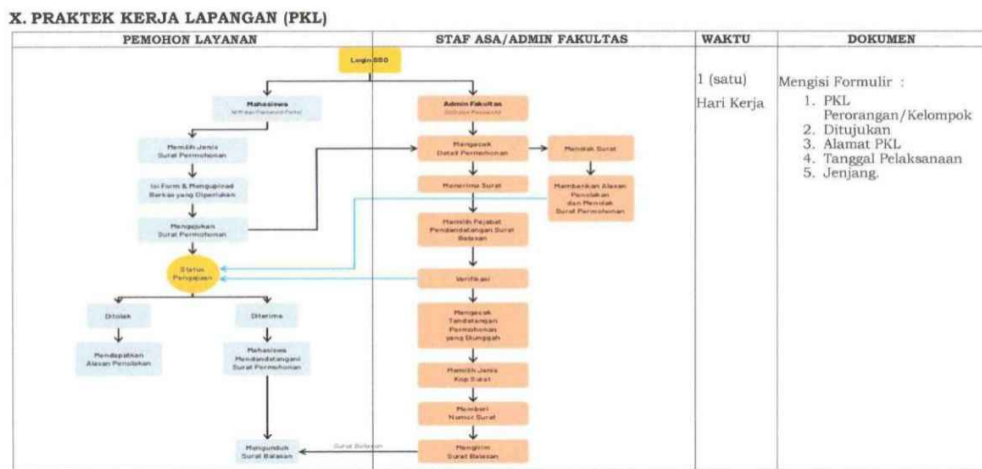 X. PRAKTEK KERJA LAPANGAN (PKL)
PEMOHON LAYANAN
STAF ASA/ADMIN FAKULTAS
WAKTU
DOKUMEN
Login SSO
Mahasiswa
Memilih Jenis
Surat Permohonan
Isi Form & Mengupload
Berkas yang Diperlukan
Mengajukan
Surat Permohonan
Status
Pengajuan
Ditolak
Mendapatkan
Alasan Penolakan
Diterima
Mahasiswa
Menandatangani
Surat Permohonan
Mengunduh
Surat Balasan
Admin Fakultas
Mengecek
Detail Permohonan
Menolak Surat
Memberikan Alasan
Penolakan
dan Menolak
Surat Permohonan
Menerima Surat
Memilih Pejabat
Pendandatangan Surat
Balasan
Verifikasi
Mengecek
Tandatangan
Permohonan
yang Diunggah
Memilih Jenis
Kop Surat
Memberi
Nomor Surat
Mengirim
Surat Balasan
Surat Balasan
1 (satu)
Hari Kerja
Mengisi Formulir :
1. PKL
Perorangan/Kelompok
2. Ditujukan
3. Alamat PKL
4. Tanggal Pelaksanaan
5. Jenjang.